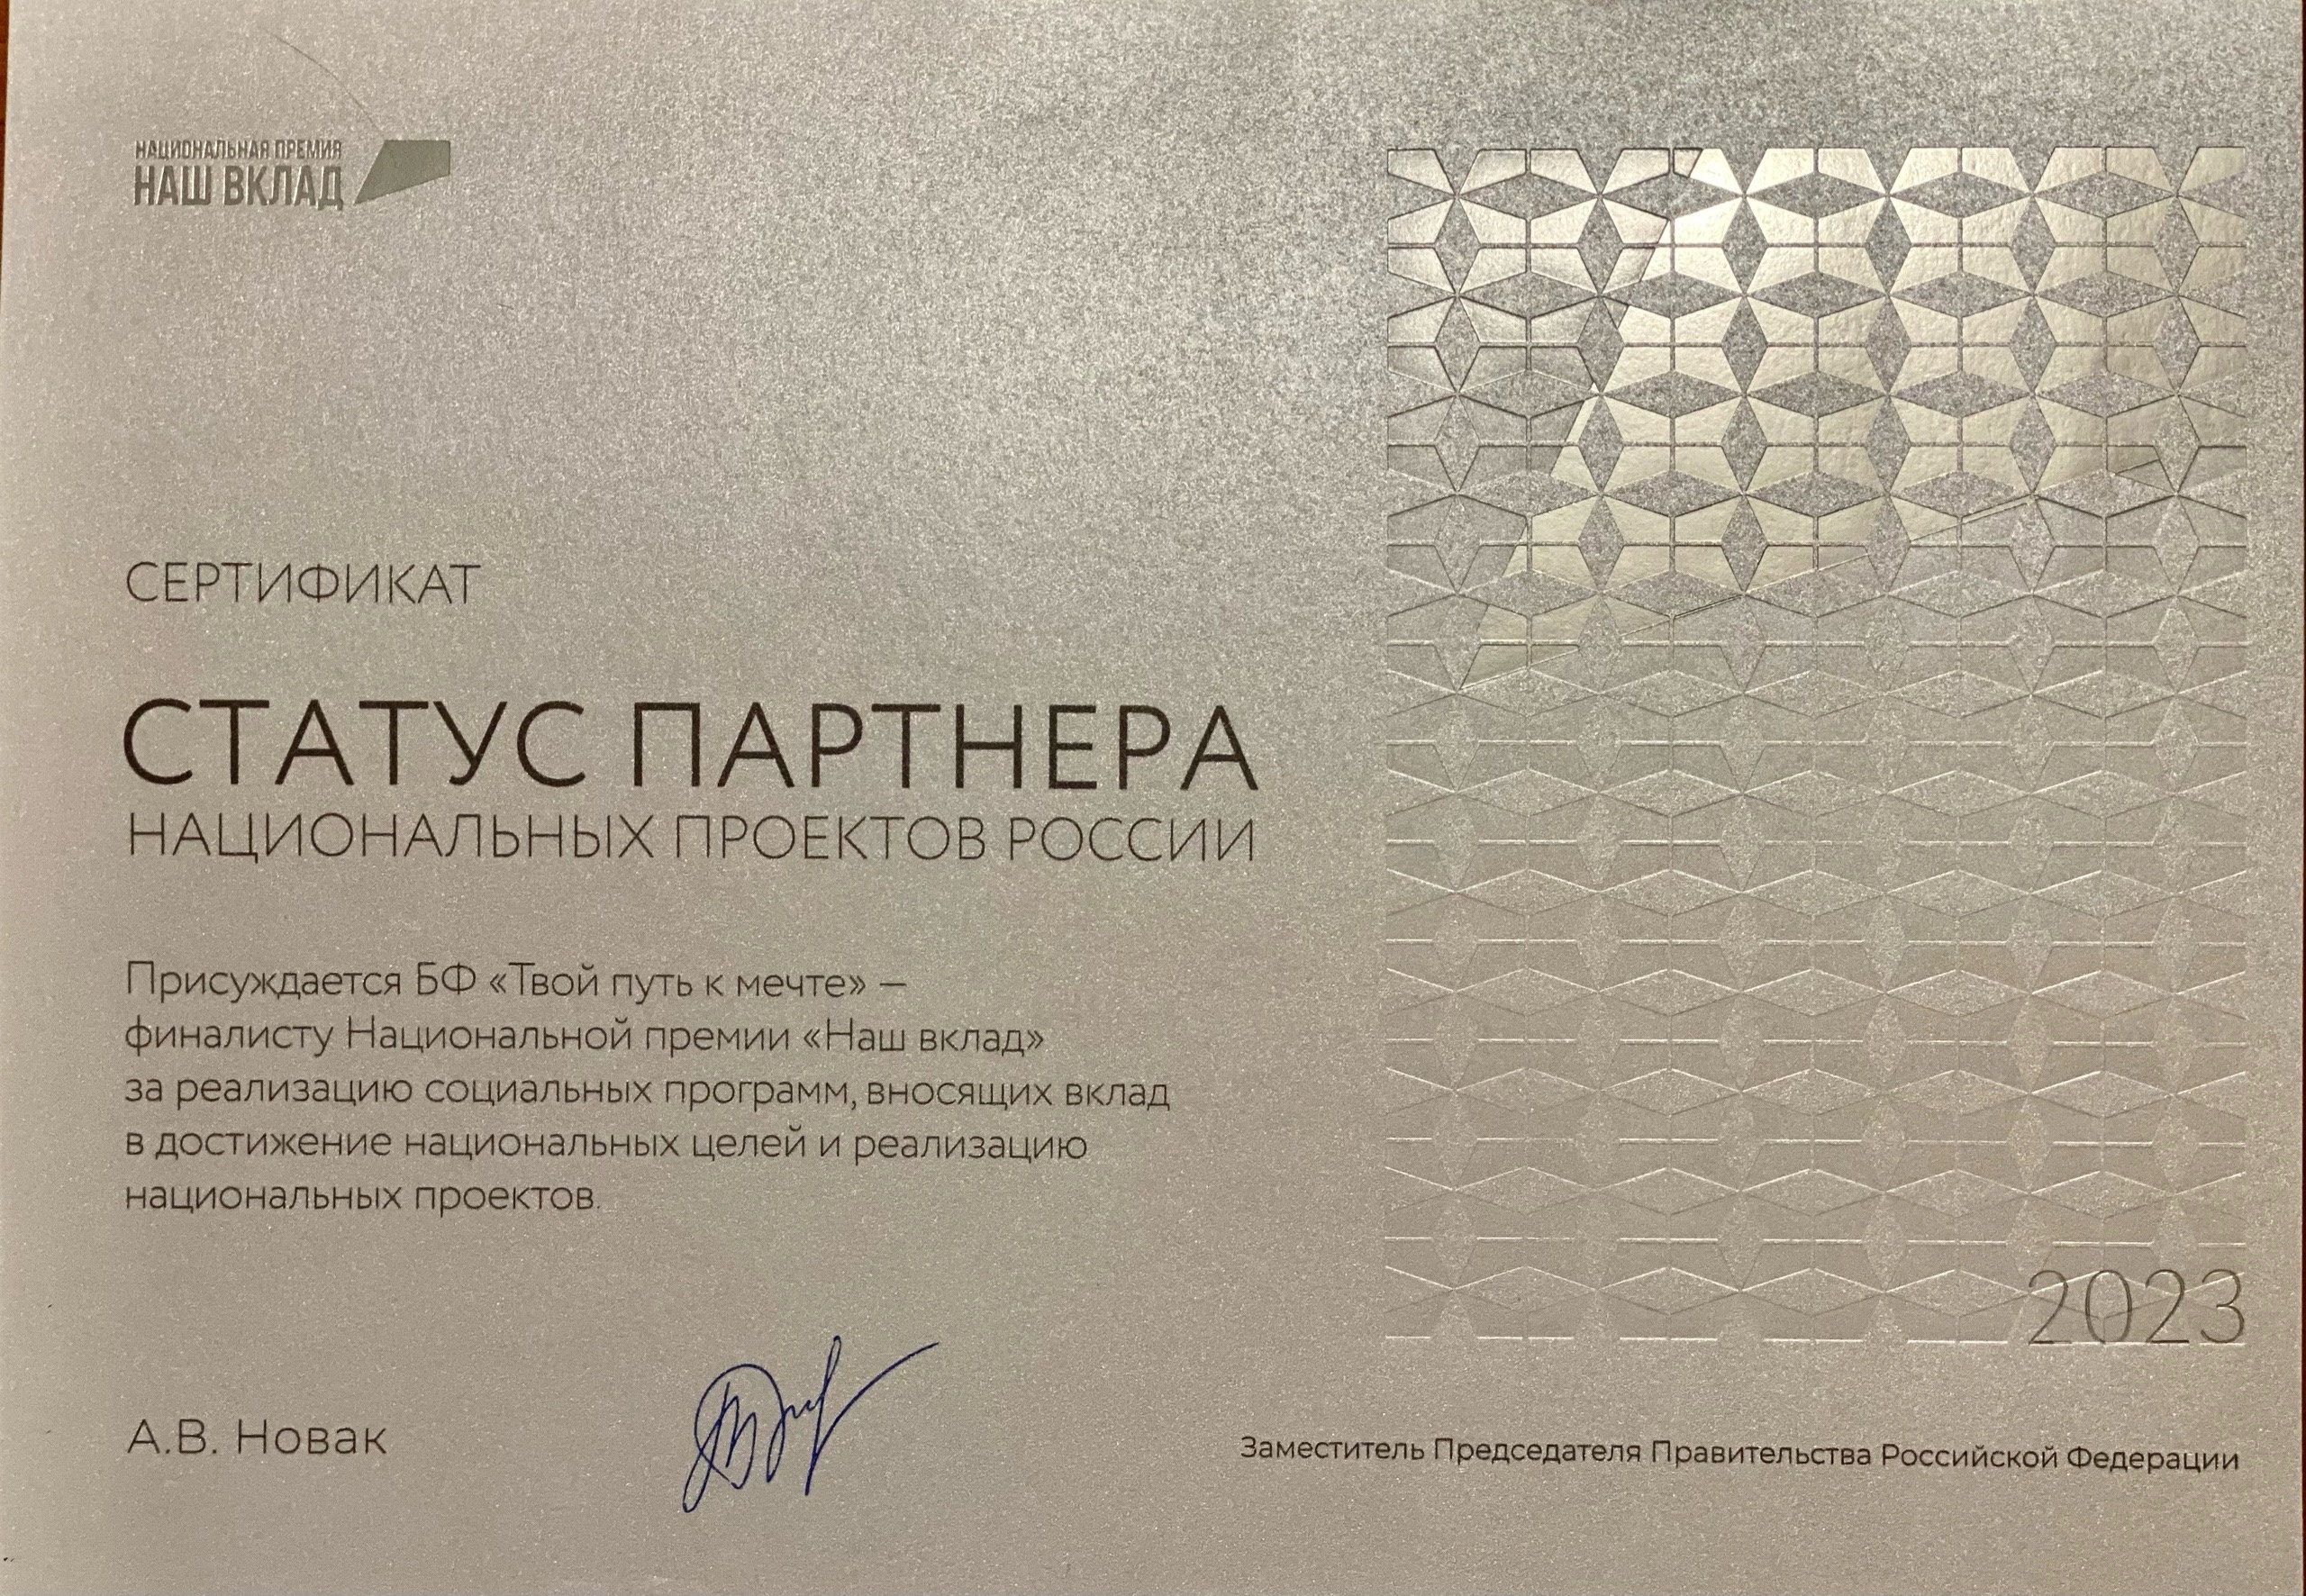 НАЦИОНАЛЬНАЯ ПРЕМИЯ
НАШ ВКЛАД
СЕРТИФИКАТ
СТАТУС ПАРТНЕРА
НАЦИОНАЛЬНЫХ ПРОЕКТОВ РОССИИ
Присуждается БФ «Твой путь к мечте» –
финалисту Национальной премии «Наш вклад»
за реализацию социальных программ, вносящих вклад
в достижение национальных целей и реализацию
национальных проектов.
2023
А.В. Новак
Заместитель Председателя Правительства Российской Федерации